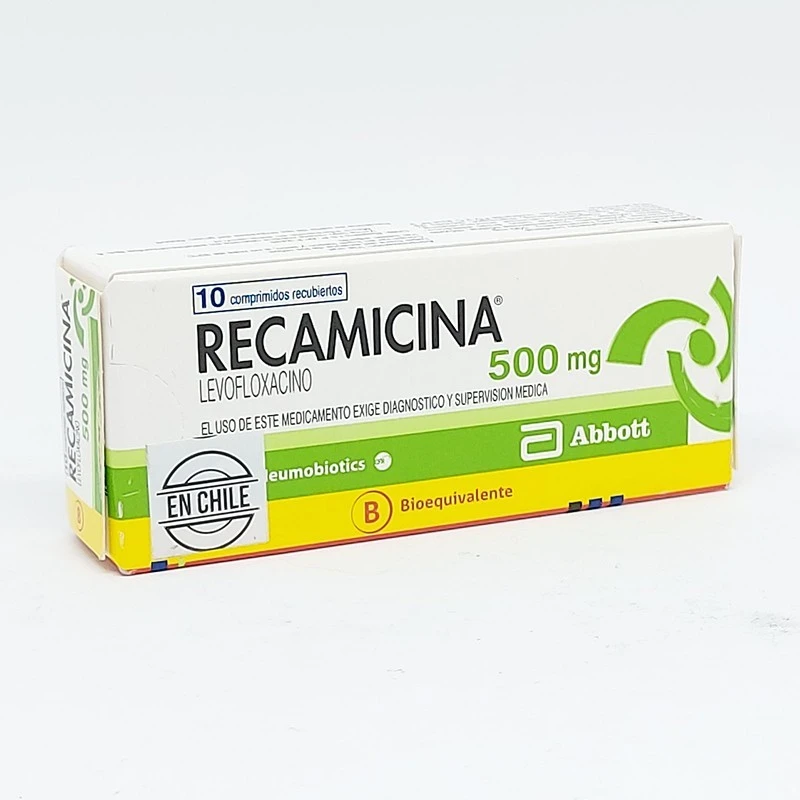 10 comprimidos recubiertos
RECAMICINA®
LEVOFLOXACINO
500 mg
EL USO DE ESTE MEDICAMENTO EXIGE DIAGNOSTICO Y SUPERVISION MEDICA
Abbott
EN CHILE
B Bioequivalente
RECAMICINA
LEVOFLOXACINO
500 mg
B